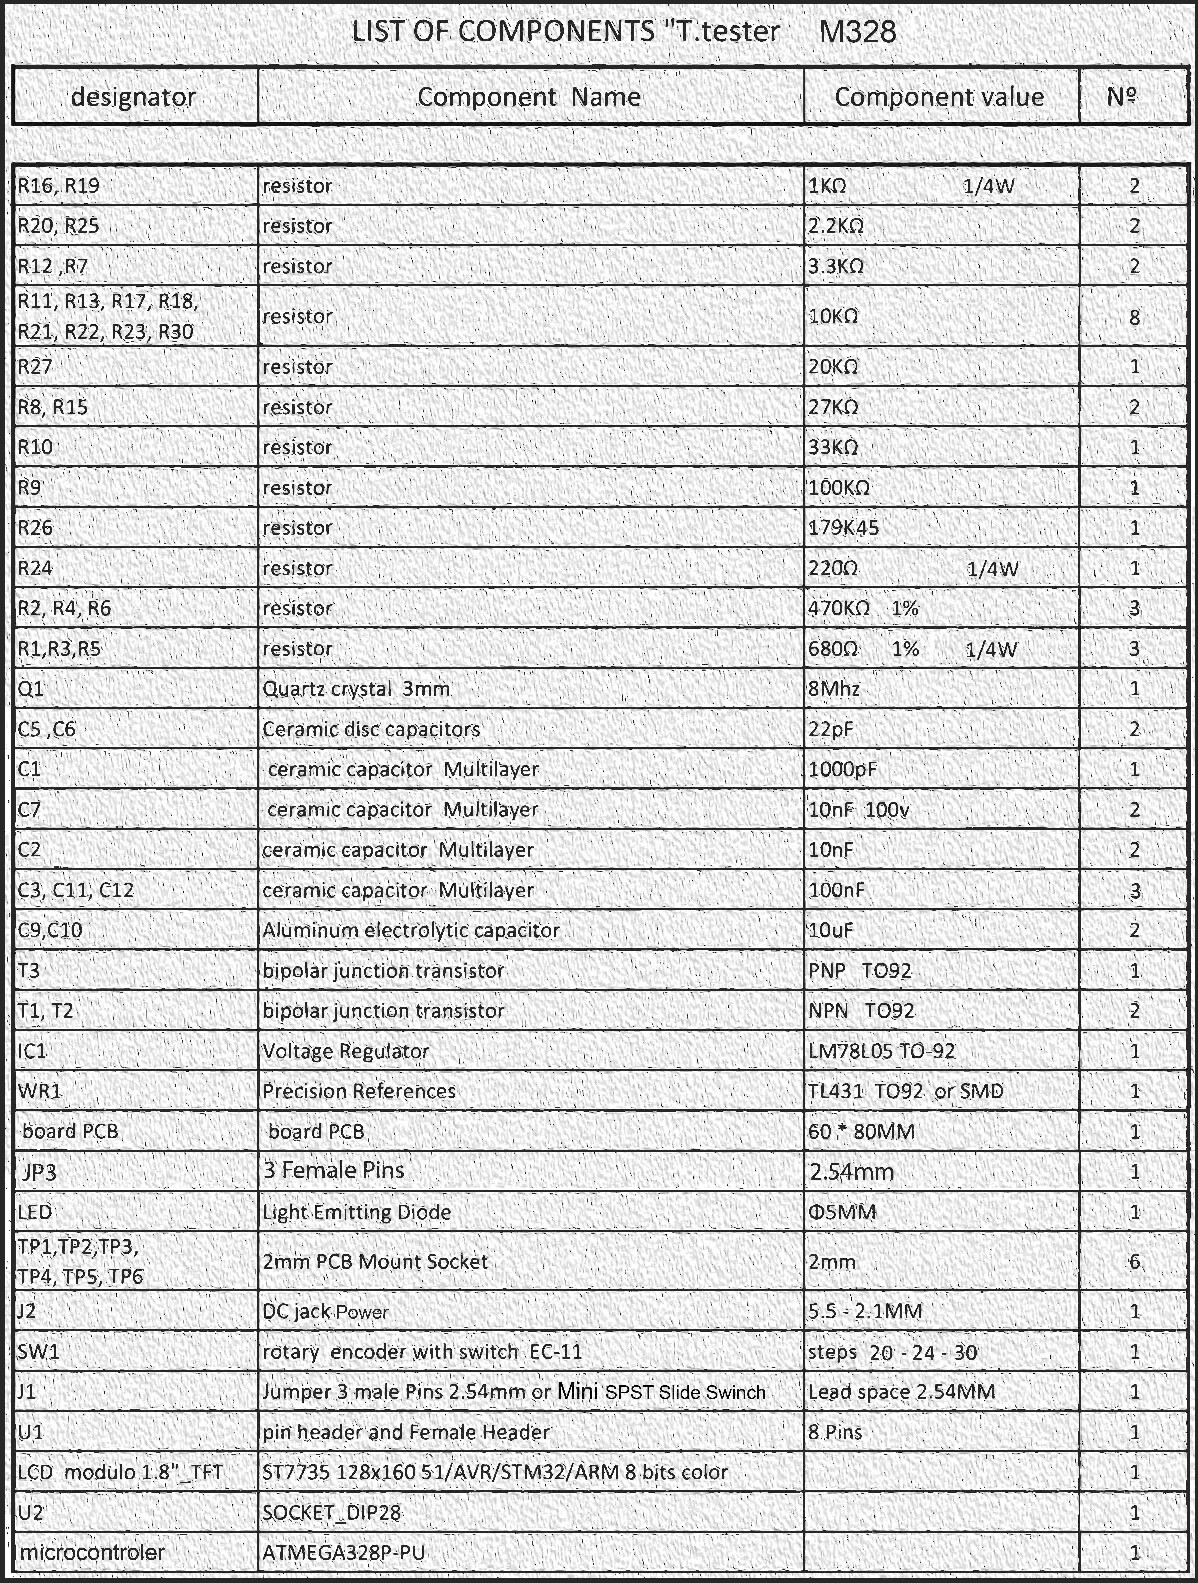 LIST OF COMPONENTS "T.tester M328
designator Component Name Component value Nº
R16, R19 resistor 1KΩ 1/4W 2
R20, R25 resistor 2.2KΩ 2
R12 ,R7 resistor 3.3KΩ 2
R11, R13, R17, R18,
R21, R22, R23, R30 resistor 10KΩ 8
R27 resistor 20KΩ 1
R8, R15 resistor 27KΩ 2
R10 resistor 33KΩ 1
R9 resistor 100KΩ 1
R26 resistor 179K45 1
R24 resistor 220Ω 1/4W 1
R2, R4, R6 resistor 470KΩ 1% 3
R1,R3,R5 resistor 680Ω 1% 1/4W 3
Q1 Quartz crystal 3mm 8Mhz 1
C5 ,C6 Ceramic disc capacitors 22pF 2
C1 ceramic capacitor Multilayer 1000pF 1
C7 ceramic capacitor Multilayer 10nF 100v 2
C2 ceramic capacitor Multilayer 10nF 2
C3, C11, C12 ceramic capacitor Multilayer 100nF 3
C9,C10 Aluminum electrolytic capacitor 10uF 2
T3 bipolar junction transistor PNP TO92 1
T1, T2 bipolar junction transistor NPN TO92 2
IC1 Voltage Regulator LM78L05 TO-92 1
WR1 Precision References TL431 TO92 or SMD 1
board PCB board PCB 60 * 80MM 1
JP3 3 Female Pins 2.54mm 1
LED Light Emitting Diode Φ5MM 1
TP1,TP2,TP3,
TP4, TP5, TP6 2mm PCB Mount Socket 2mm 6
J2 DC jack Power 5.5 - 2.1MM 1
SW1 rotary encoder with switch EC-11 steps 20 - 24 - 30 1
J1 Jumper 3 male Pins 2.54mm or Mini SPST Slide Swinch Lead space 2.54MM 1
U1 pin header and Female Header 8 Pins 1
LCD modulo 1.8"_TFT ST7735 128x160 51/AVR/STM32/ARM 8 bits color 1
U2 SOCKET_DIP28 1
microcontroler ATMEGA328P-PU 1